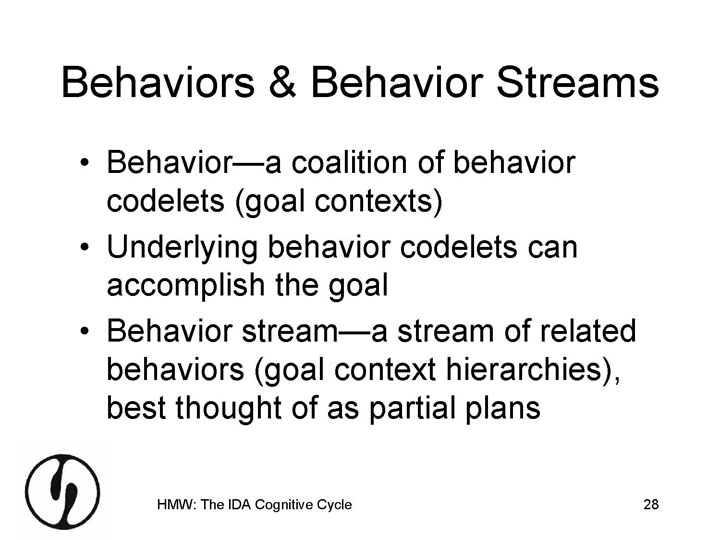 Behaviors & Behavior Streams
• Behavior—a coalition of behavior
codelets (goal contexts)
• Underlying behavior codelets can
accomplish the goal
• Behavior stream—a stream of related
behaviors (goal context hierarchies),
best thought of as partial plans
HMW: The IDA Cognitive Cycle
28